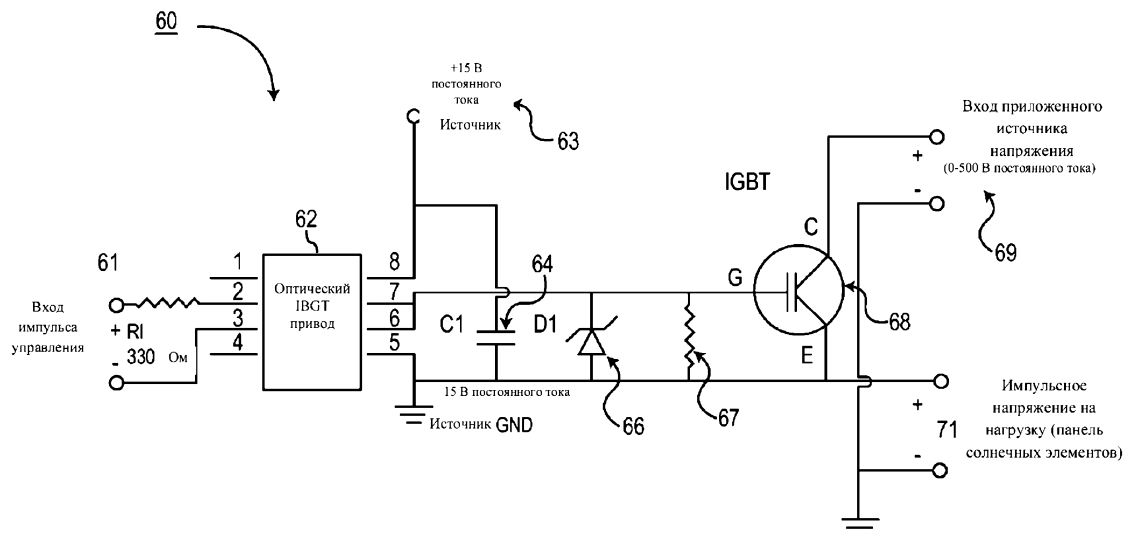 60
+15 В
постоянного
тока
Источник
63
Вход приложенного
источника
напряжения
(0-500 В постоянного тока)
+
-
69
IGBT
C
G
E
68
62
61
1
2
3
4
Оптический
IBGT
привод
8
7
6
5
64
C1
D1
Вход
импульса
управления
+
-
RI
330 Ом
15 В постоянного тока
Источник GND
66
67
+
-
71
Импульсное
напряжение на
нагрузку (панель
солнечных элементов)